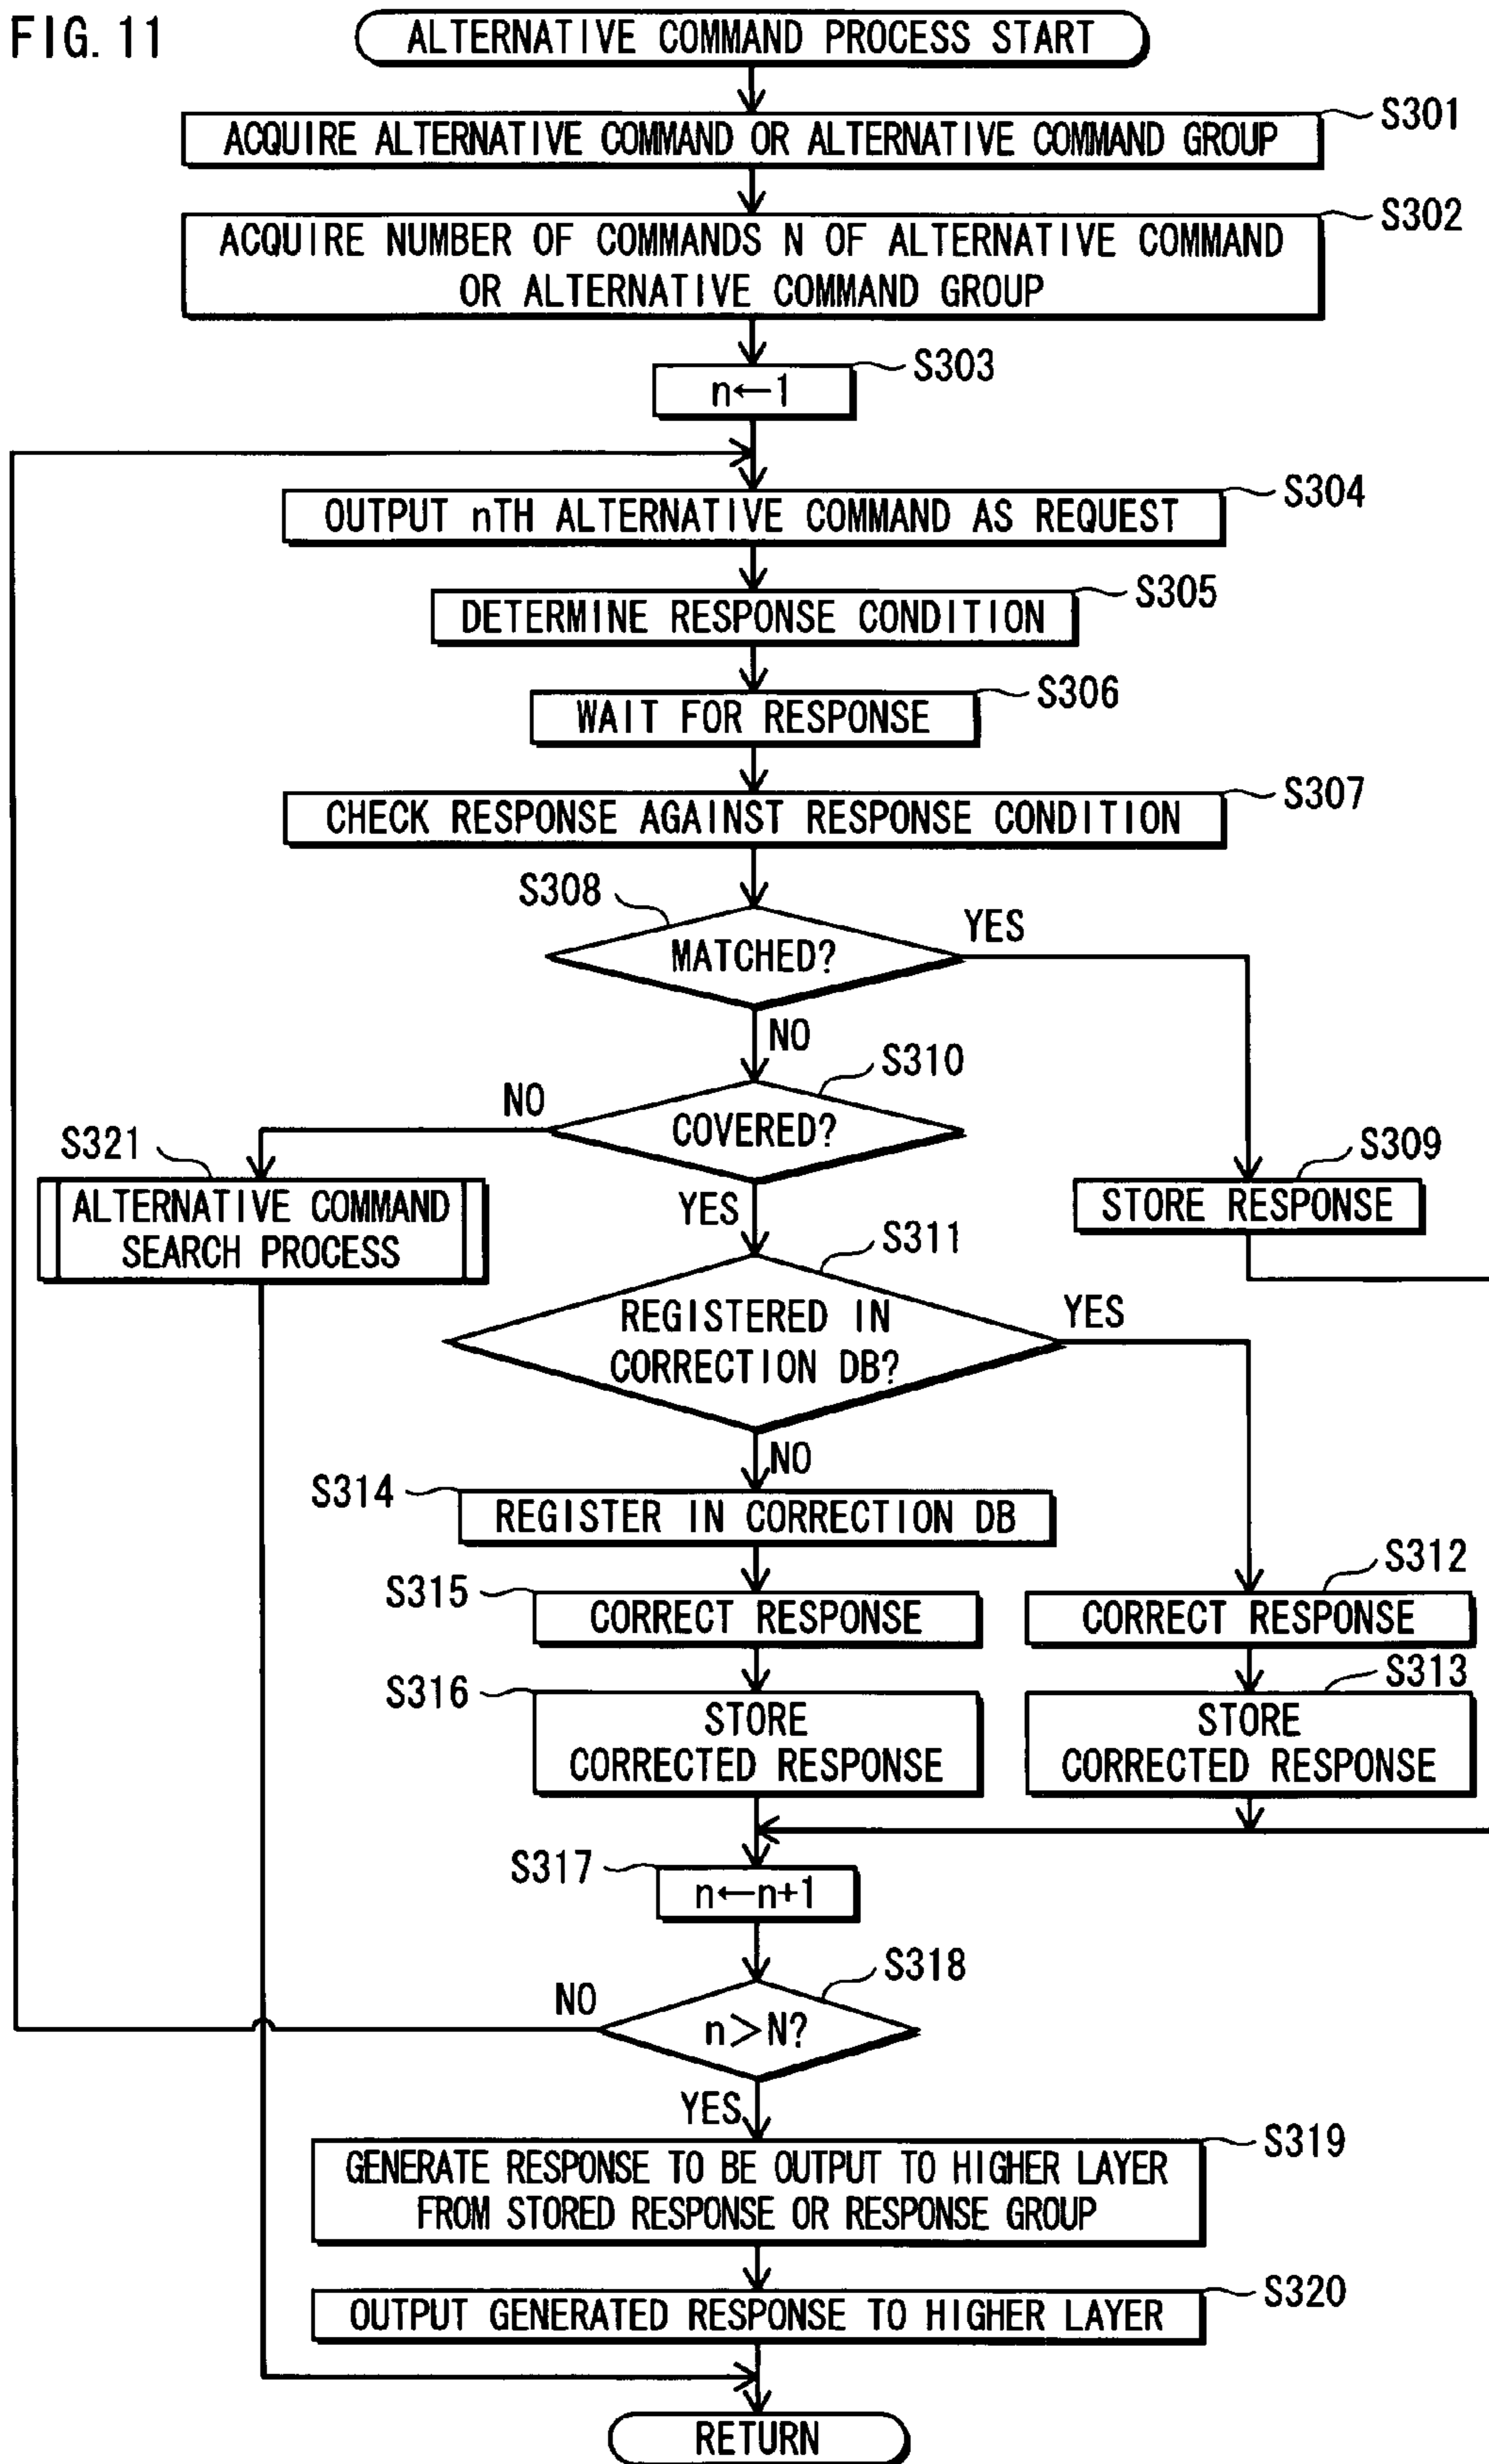 FIG. 11
ALTERNATIVE COMMAND PROCESS START
S301
ACQUIRE ALTERNATIVE COMMAND OR ALTERNATIVE COMMAND GROUP
S302
ACQUIRE NUMBER OF COMMANDS N OF ALTERNATIVE COMMAND
OR ALTERNATIVE COMMAND GROUP
S303
n←1
S304
OUTPUT nTH ALTERNATIVE COMMAND AS REQUEST
S305
DETERMINE RESPONSE CONDITION
S306
WAIT FOR RESPONSE
S307
CHECK RESPONSE AGAINST RESPONSE CONDITION
S308
MATCHED?
YES
NO
S310
COVERED?
NO
YES
S321
ALTERNATIVE COMMAND
SEARCH PROCESS
S309
STORE RESPONSE
S311
REGISTERED IN
CORRECTION DB?
YES
NO
S314
REGISTER IN CORRECTION DB
S315
CORRECT RESPONSE
S312
CORRECT RESPONSE
S316
STORE
CORRECTED RESPONSE
S313
STORE
CORRECTED RESPONSE
S317
n←n+1
S318
n>N?
NO
YES
S319
GENERATE RESPONSE TO BE OUTPUT TO HIGHER LAYER
FROM STORED RESPONSE OR RESPONSE GROUP
S320
OUTPUT GENERATED RESPONSE TO HIGHER LAYER
RETURN